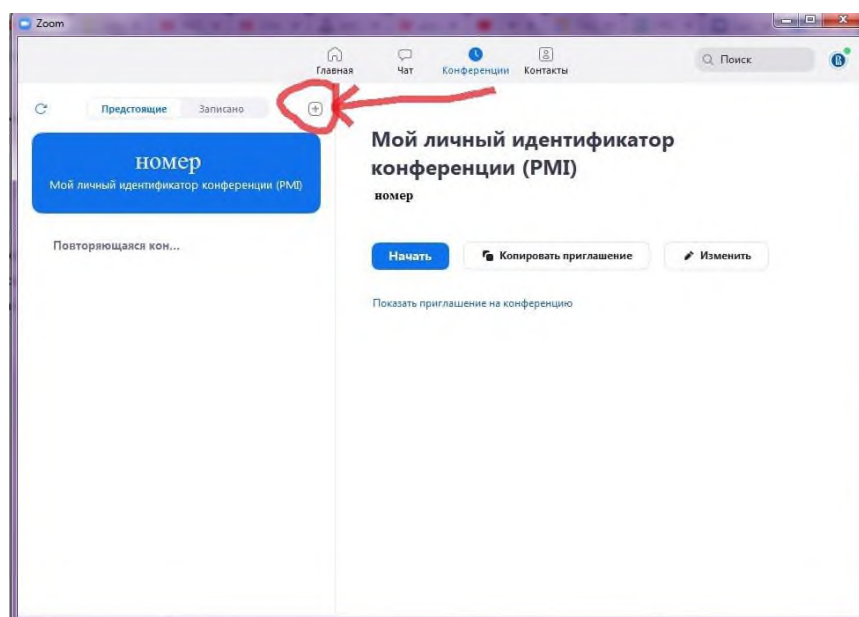 Zoom
Главная
Чат
Конференции
Контакты
Поиск
Предстоящие
Записано
номер
Мой личный идентификатор конференции (PMI)
Повторяющаяся кон...
Мой личный идентификатор
конференции (PMI)
номер
Начать
Копировать приглашение
Изменить
Показать приглашение на конференцию